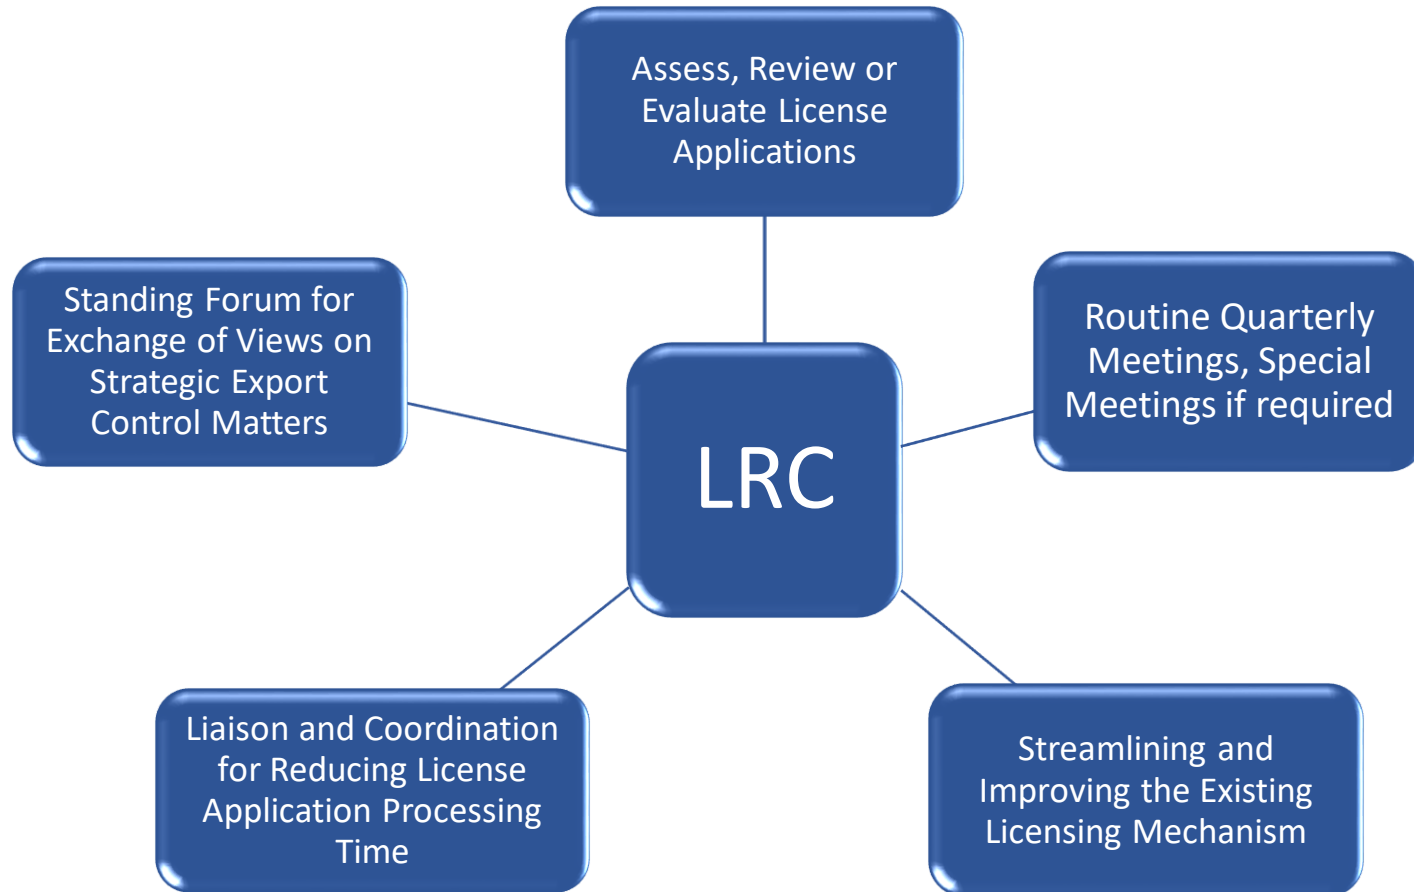 Assess, Review or
Evaluate License
Applications
Standing Forum for
Exchange of Views on
Strategic Export
Control Matters
Routine Quarterly
Meetings, Special
Meetings if required
LRC
Liaison and Coordination
for Reducing License
Application Processing
Time
Streamlining and
Improving the Existing
Licensing Mechanism